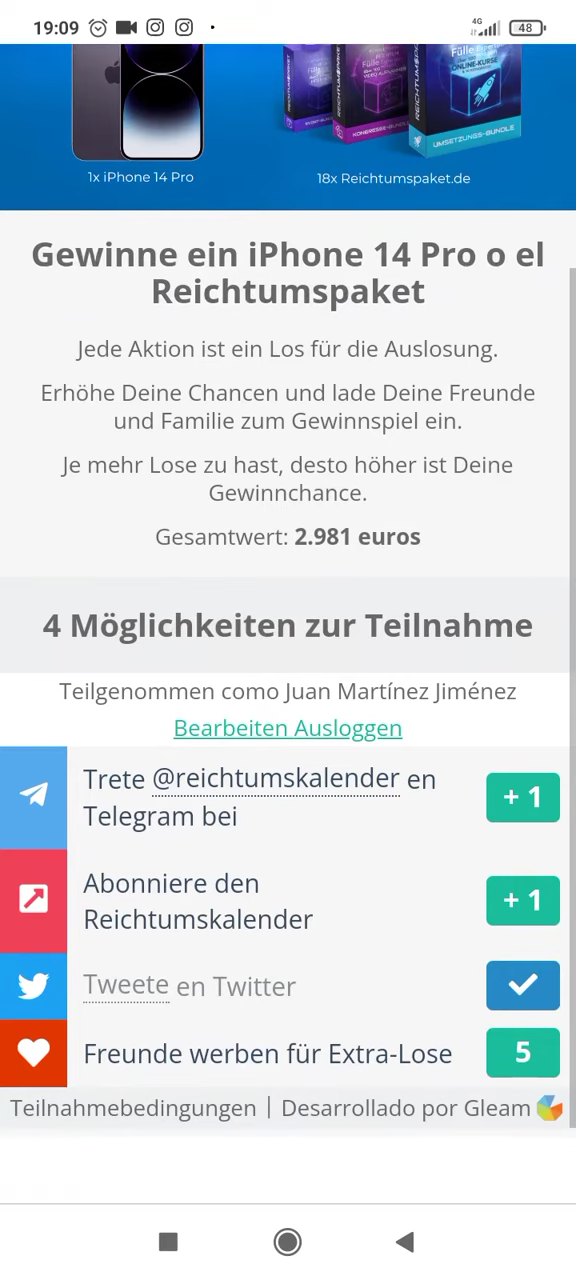 19:09
4G
48
Fülle
ONLINE-KURSE
KONGRESSE-BUNDLE
UMSETZUNGS-BUNDLE
1x iPhone 14 Pro
18x Reichtumspaket.de
Gewinne ein iPhone 14 Pro o el
Reichtumspaket
Jede Aktion ist ein Los für die Auslosung.
Erhöhe Deine Chancen und lade Deine Freunde
und Familie zum Gewinnspiel ein.
Je mehr Lose zu hast, desto höher ist Deine
Gewinnchance.
Gesamtwert: 2.981 euros
4 Möglichkeiten zur Teilnahme
Teilgenommen como Juan Martínez Jiménez
Bearbeiten Ausloggen
Trete @reichtumskalender en
Telegram bei
+ 1
Abonniere den
Reichtumskalender
+ 1
Tweete en Twitter
Freunde werben für Extra-Lose
5
Teilnahmebedingungen | Desarrollado por Gleam